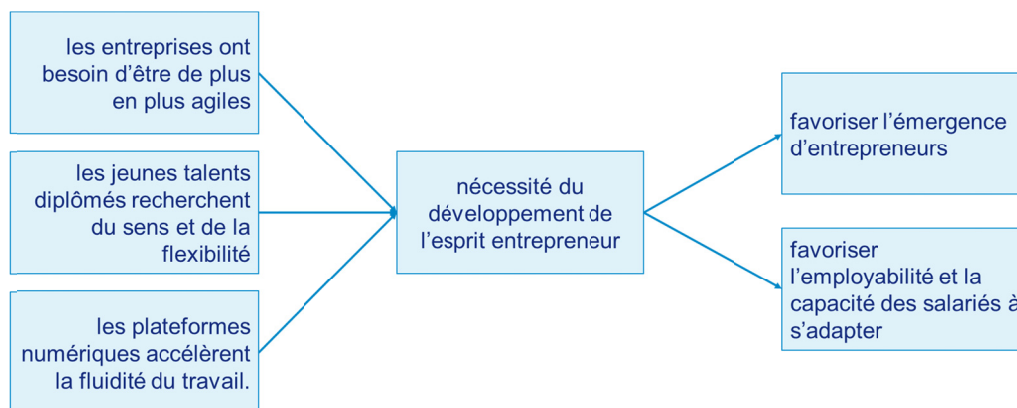 les entreprises ont
besoin d'être de plus
en plus agiles
les jeunes talents
diplômés recherchent
du sens et de la
flexibilité
les plateformes
numériques accélèrent
la fluidité du travail.
nécessité du
développement de
l'esprit entrepreneur
favoriser l'émergence
d'entrepreneurs
favoriser
l'employabilité et la
capacité des salariés à
s'adapter